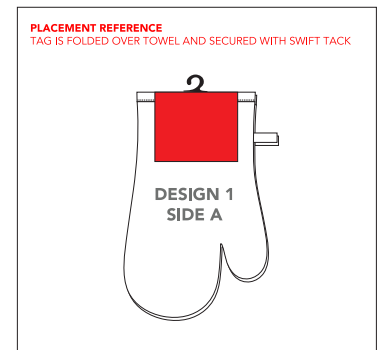 PLACEMENT REFERENCE
TAG IS FOLDED OVER TOWEL AND SECURED WITH SWIFT TACK
DESIGN 1
SIDE A